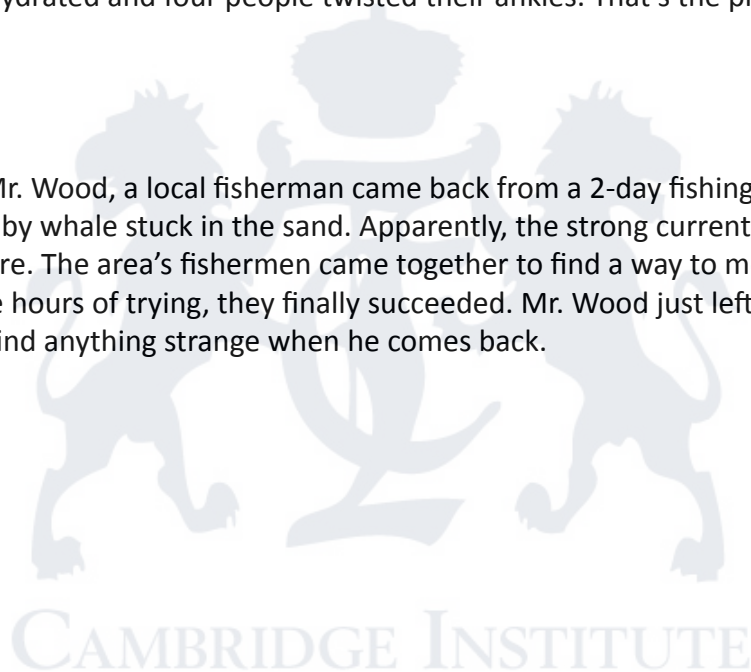 ydrated and four people twisted their ankles. That's the p
Mr. Wood, a local fisherman came back from a 2-day fishing
by whale stuck in the sand. Apparently, the strong current
re. The area's fishermen came together to find a way to m
e hours of trying, they finally succeeded. Mr. Wood just left
ind anything strange when he comes back.
CAMBRIDGE INSTITUTE